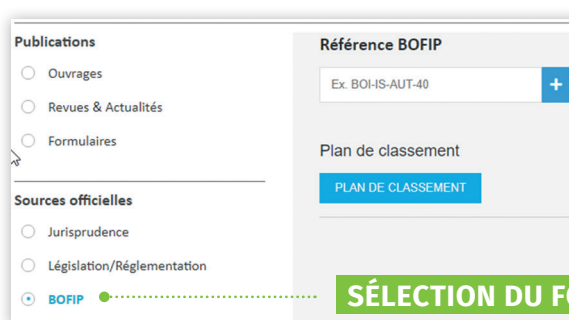 Publications
Ouvrages
Revues & Actualités
Formulaires
Sources officielles
Jurisprudence
Législation/Réglementation
BOFIP
Référence BOFIP
Ex. BOI-IS-AUT-40
+
Plan de classement
PLAN DE CLASSEMENT
SÉLECTION DU